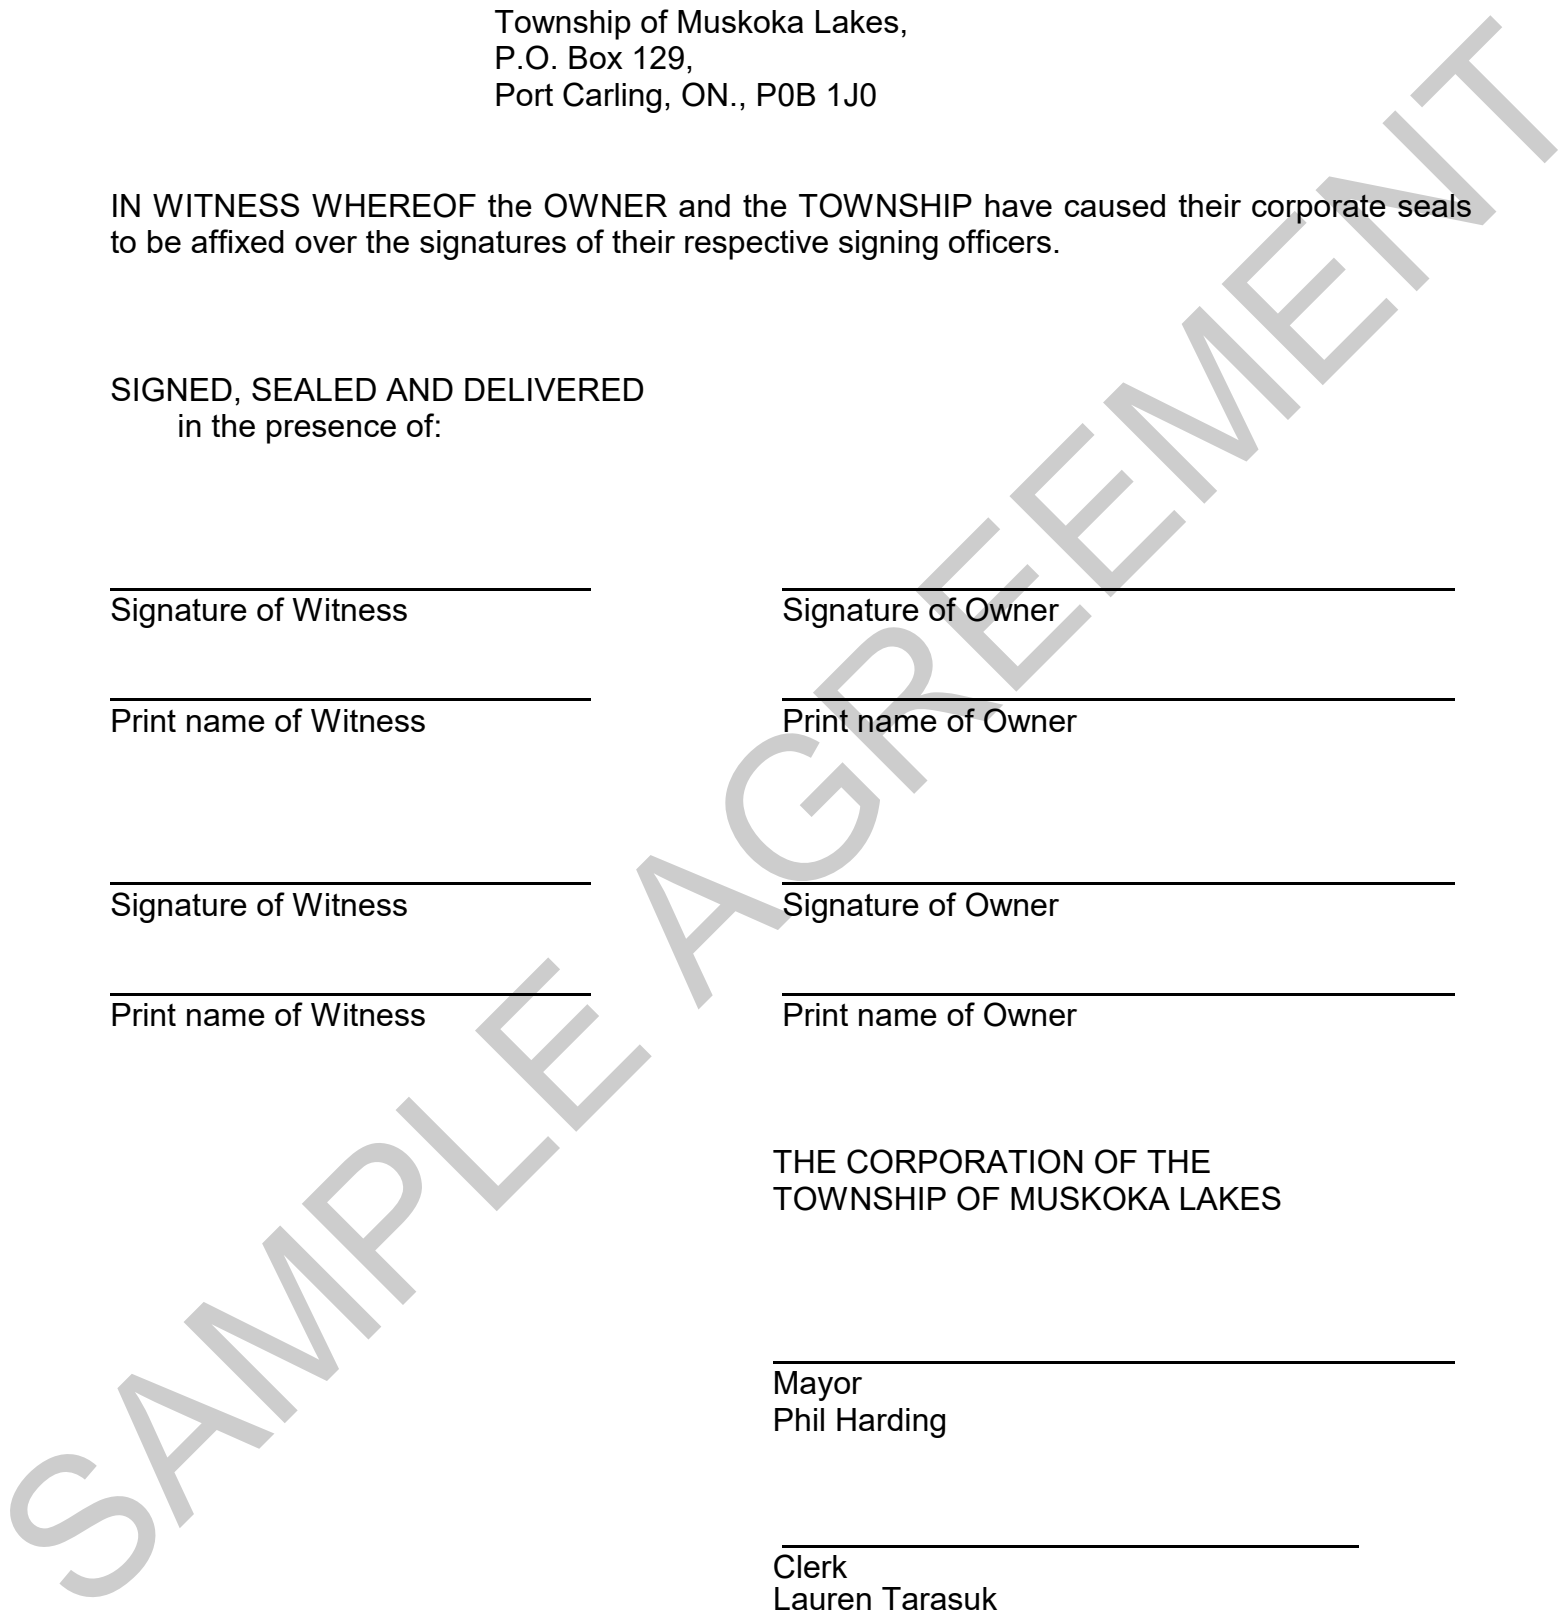 Township of Muskoka Lakes,
P.O. Box 129,
Port Carling, ON., P0B 1J0
IN WITNESS WHEREOF the OWNER and the TOWNSHIP have caused their corporate seals
to be affixed over the signatures of their respective signing officers.
SIGNED, SEALED AND DELIVERED
in the presence of:
Signature of Witness
Signature of Owner
Print name of Witness
Print name of Owner
Signature of Witness
Signature of Owner
Print name of Witness
Print name of Owner
THE CORPORATION OF THE
TOWNSHIP OF MUSKOKA LAKES
Mayor
Phil Harding
Clerk
Lauren Tarasuk
SAMPLE AGREEMENT